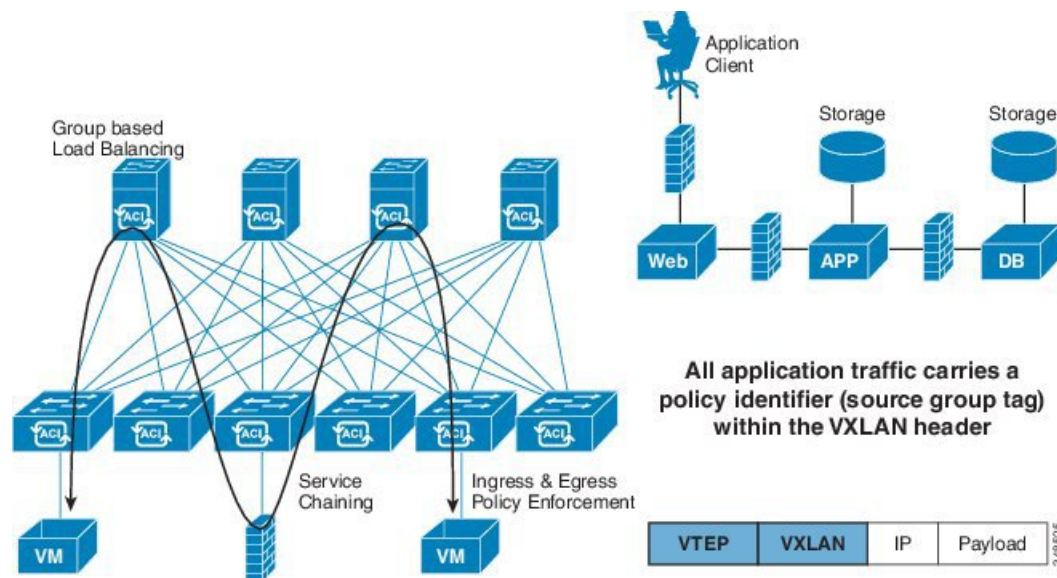 Group based
Load Balancing
ACI
ACI
ACI
ACI
ACI
ACI
ACI
ACI
ACI
ACI
Service
Chaining
Ingress & Egress
Policy Enforcement
VM
VM
Application
Client
Storage
Storage
Web
APP
DB
All application traffic carries a
policy identifier (source group tag)
within the VXLAN header
VTEP
VXLAN
IP
Payload